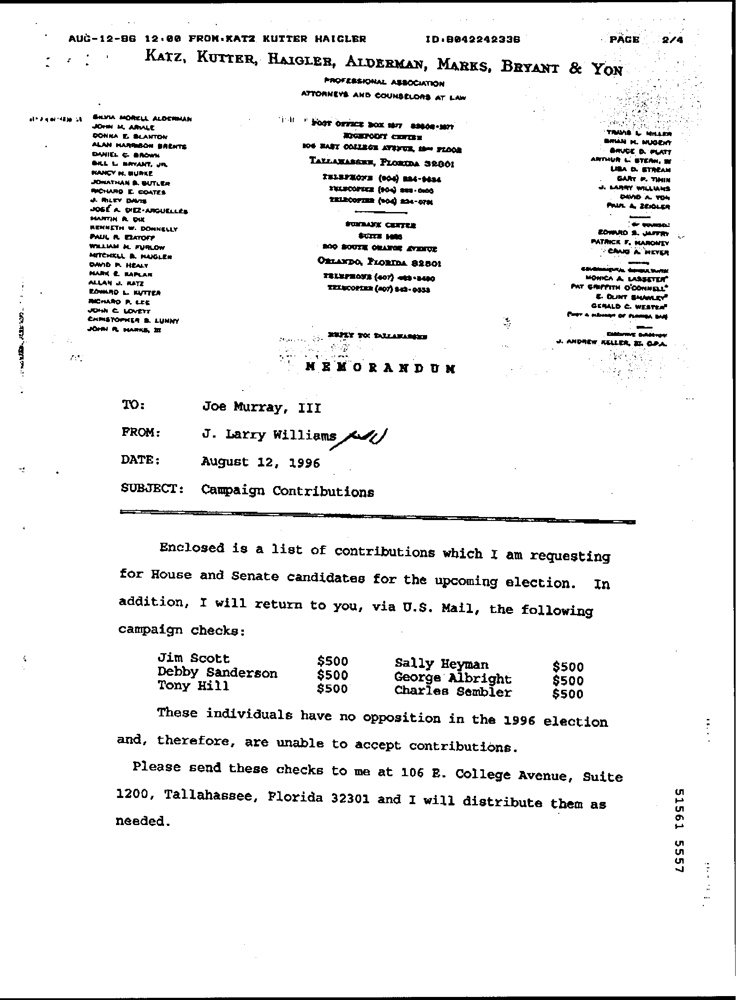 AUG-12-96 12:00 FROM:KATZ KUTTER HAIGLER ID:9042242338 PAGE 2/4
KATZ, KUTTER, HAIGLER, ALDERMAN, MARKS, BRYANT & YON
PROFESSIONAL ASSOCIATION
ATTORNEYS AND COUNSELORS AT LAW
SILVIA MORELL ALDERMAN
JOHN M. ARIALE
DONNA E. BLANTON
ALAN HARRISON BRENTS
DANIEL C. BROWN
BILL L. BRYANT, JR.
NANCY H. BURKE
JONATHAN S. BUTLER
RICHARD E. COATES
J. RILEY DAVIS
JOSÉ A. DIEZ-ARGUELLES
MARTIN R. DIX
KENNETH W. DONNELLY
PAUL R. EZATOFF
WILLIAM M. FURLOW
MITCHELL B. HAIGLER
DAVID P. HEALY
MARK E. KAPLAN
ALLAN J. KATZ
EDWARD L. KUTTER
RICHARD P. LEE
JOHN C. LOVETT
CHRISTOPHER B. LUNNY
JOHN R. MARKS, III
POST OFFICE BOX 1877 32302-1877
HIGHPOINT CENTER
106 EAST COLLEGE AVENUE, 12TH FLOOR
TALLAHASSEE, FLORIDA 32301
TELEPHONE (904) 224-9634
TELECOPIER (904)
TELECOPIER (904) 224-0781
SUNBANK CENTER
SUITE
200 SOUTH ORANGE AVENUE
ORLANDO, FLORIDA 32801
TELEPHONE (407)
TELECOPIER (407)
REPLY TO: TALLAHASSEE
TRAVIS L. MILLER
BRIAN M. NUGENT
BRUCE D. PLATT
ARTHUR L. STERN, III
LISA D. STREAM
GARY P. TIMIN
J. LARRY WILLIAMS
DAVID A. YON
PAUL A. ZEIGLER
OF COUNSEL:
EDWARD S. JAFFRY
PATRICK F. MARONEY
CRAIG A. MEYER
GOVERNMENTAL CONSULTANTS
MONICA A. LASSETER*
PAT GRIFFITH O'CONNELL*
E. CLINT SMAWLEY*
GERALD C. WESTER*
(*NOT A MEMBER OF FLORIDA BAR)
EXECUTIVE DIRECTOR
J. ANDREW KELLER, III, C.P.A.
MEMORANDUM
TO: Joe Murray, III
FROM: J. Larry Williams
DATE: August 12, 1996
SUBJECT: Campaign Contributions
Enclosed is a list of contributions which I am requesting
for House and Senate candidates for the upcoming election. In
addition, I will return to you, via U.S. Mail, the following
campaign checks:
Jim Scott $500 Sally Heyman $500
Debby Sanderson $500 George Albright $500
Tony Hill $500 Charles Sembler $500
These individuals have no opposition in the 1996 election
and, therefore, are unable to accept contributions.
Please send these checks to me at 106 E. College Avenue, Suite
1200, Tallahassee, Florida 32301 and I will distribute them as
needed.
51561 5557